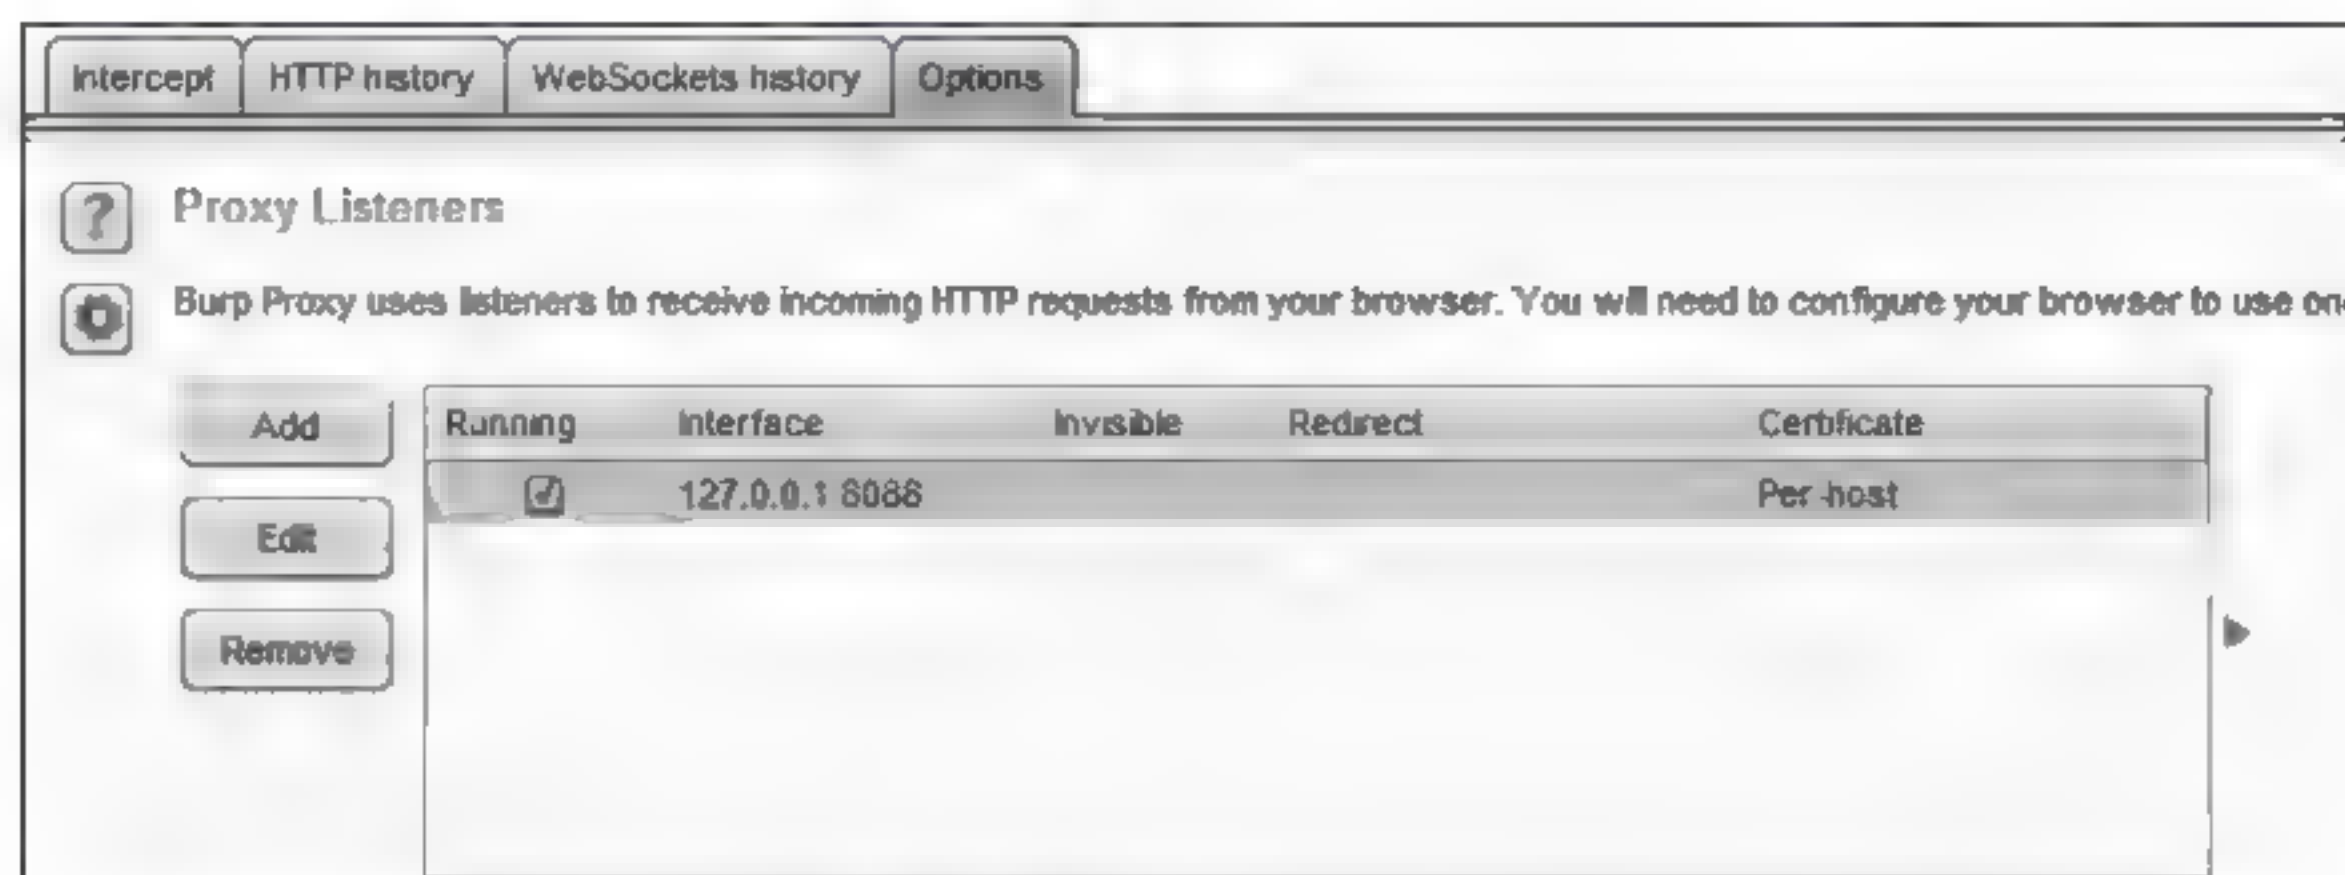 Intercept HTTP history WebSockets history Options
? Proxy Listeners
Burp Proxy uses listeners to receive incoming HTTP requests from your browser. You will need to configure your browser to use
Add Running Interface Invisible Redirect Certificate
127.0.0.1 Per-host
Edit
Remove